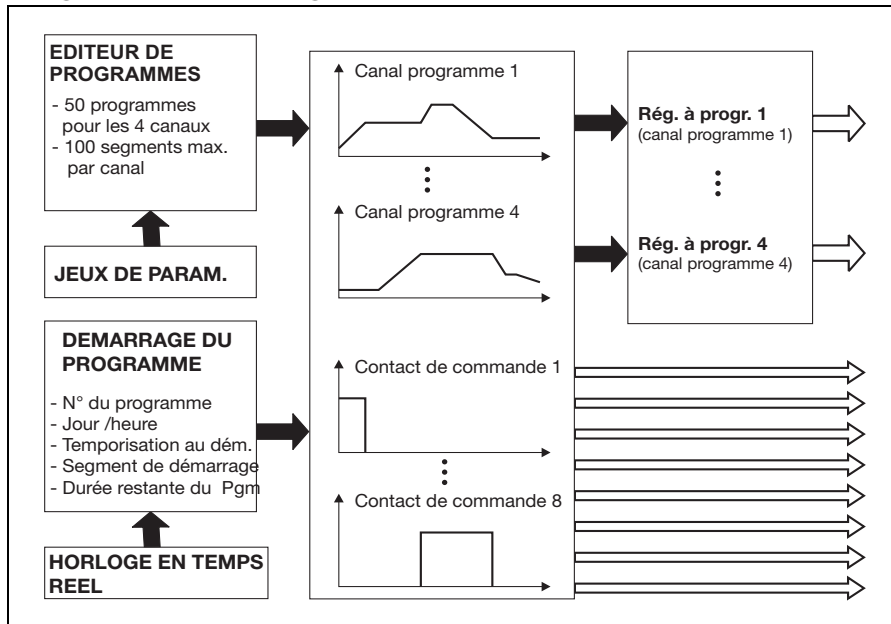 EDITEUR DE
PROGRAMMES
- 50 programmes
pour les 4 canaux
- 100 segments max.
par canal
JEUX DE PARAM.
DEMARRAGE DU
PROGRAMME
- N° du programme
- Jour /heure
- Temporisation au dém.
- Segment de démarrage
- Durée restante du Pgm
HORLOGE EN TEMPS
REEL
Canal programme 1
Canal programme 4
Contact de commande 1
Contact de commande 8
Rég. à progr. 1
(canal programme 1)
Rég. à progr. 4
(canal programme 4)